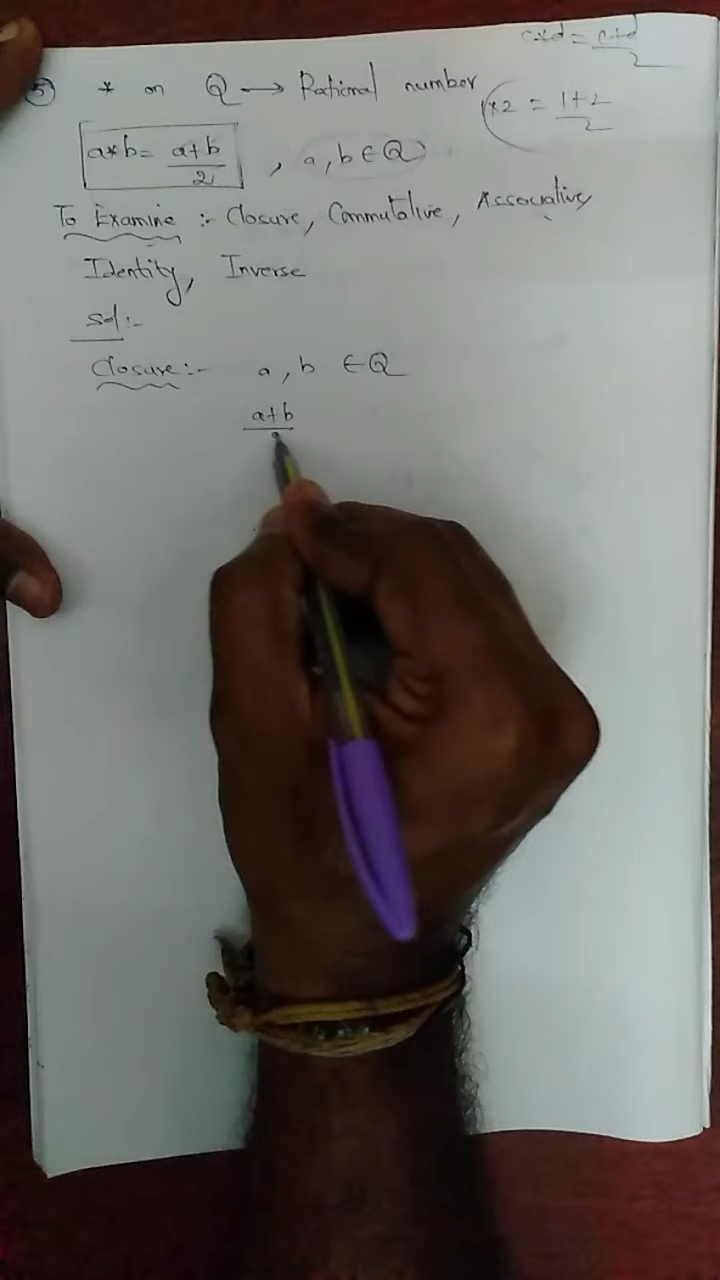 c*d = c+d/2
5 * on Q → Rational number
1*2 = 1+2/2
a*b = a+b/2 , a, b ∈ Q
To Examine :- Closure, Commutative, Associative,
Identity, Inverse
Sol:-
Closure:- a, b ∈ Q
a+b